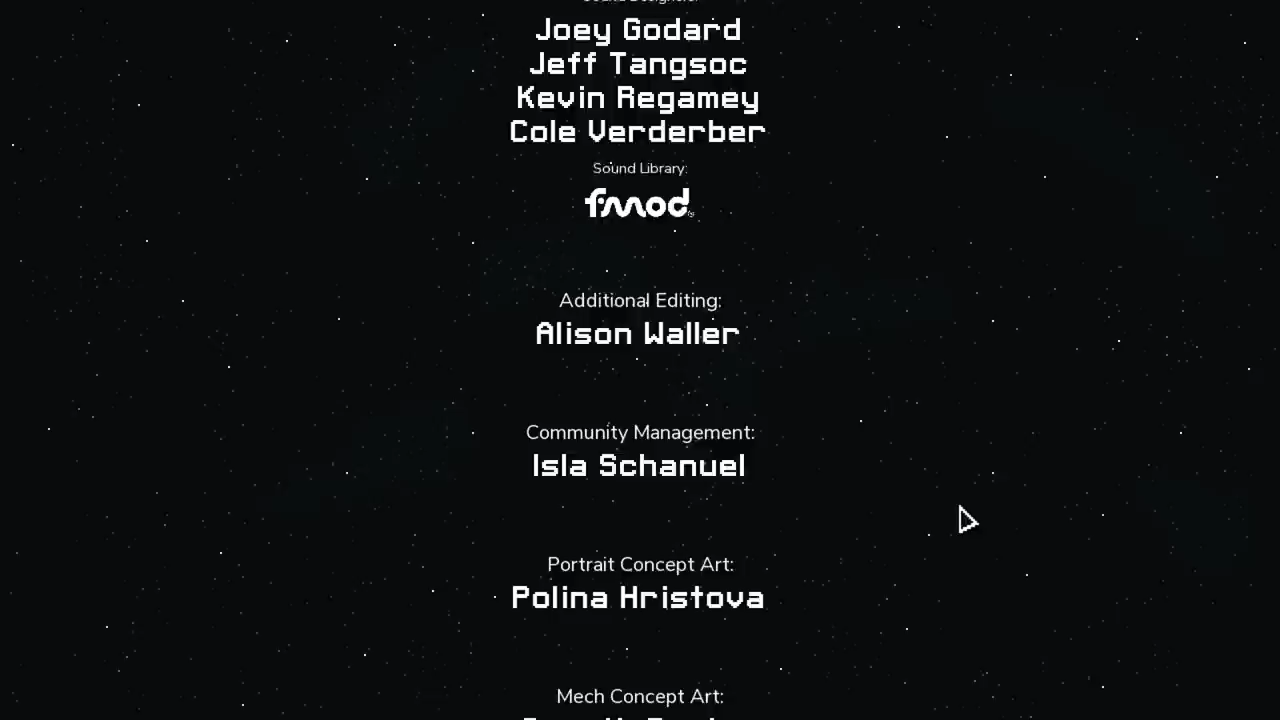 Joey Godard
Jeff Tangsoc
Kevin Regamey
Cole Verderber
Sound Library:
fmod
Additional Editing:
Alison Waller
Community Management:
Isla Schanuel
Portrait Concept Art:
Polina Hristova
Mech Concept Art: